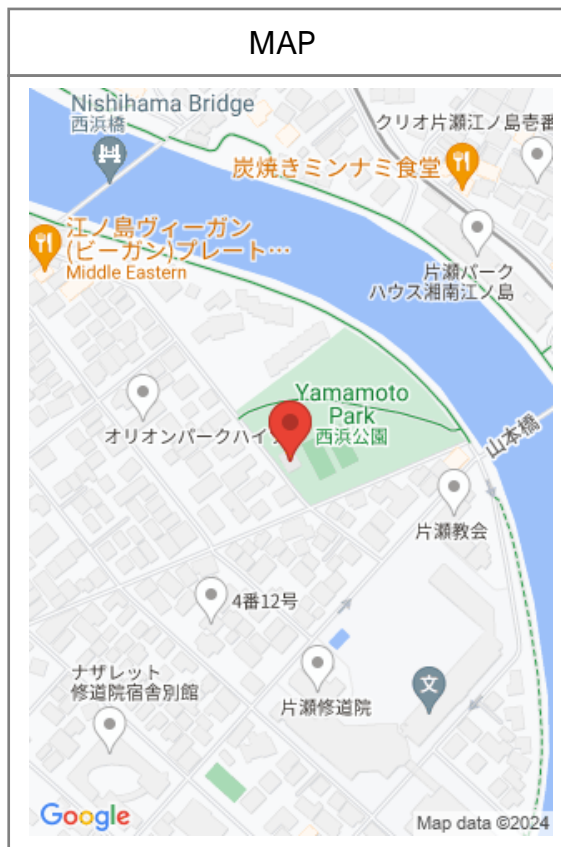 MAP
Nishihama Bridge
西浜橋
クリオ片瀬江ノ島壱番
炭焼きミンナミ食堂
江ノ島ヴィーガン
(ビーガン)プレート…
Middle Eastern
片瀬パーク
ハウス湘南江ノ島
Yamamoto
Park
西浜公園
オリオンパークハイ
山本橋
片瀬教会
4番12号
ナザレット
修道院宿舎別館
片瀬修道院
文
Google
Map data ©2024